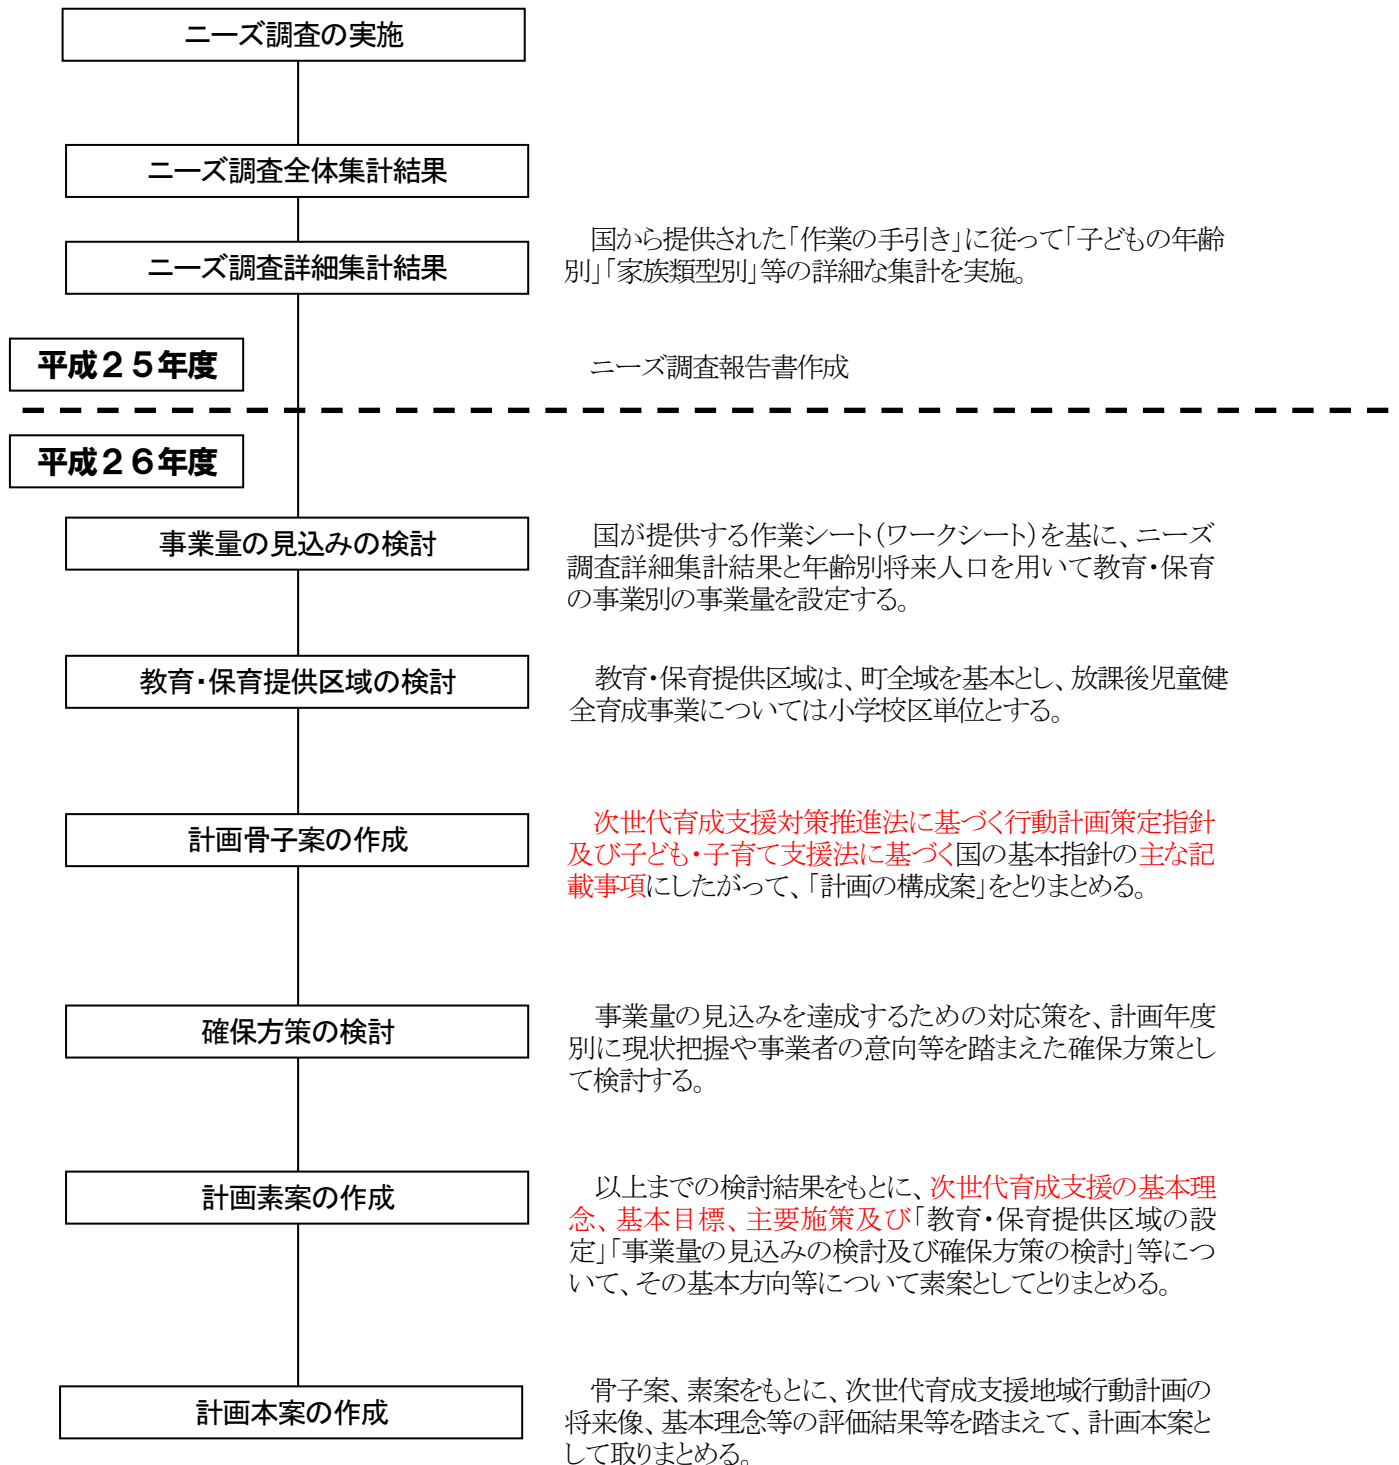 ニーズ調査の実施
ニーズ調査全体集計結果
ニーズ調査詳細集計結果
国から提供された「作業の手引き」に従って「子どもの年齢
別」「家族類型別」等の詳細な集計を実施。
平成２５年度
ニーズ調査報告書作成
平成２６年度
事業量の見込みの検討
国が提供する作業シート（ワークシート）を基に、ニーズ
調査詳細集計結果と年齢別将来人口を用いて教育・保育
の事業別の事業量を設定する。
教育・保育提供区域の検討
教育・保育提供区域は、町全域を基本とし、放課後児童健
全育成事業については小学校区単位とする。
計画骨子案の作成
次世代育成支援対策推進法に基づく行動計画策定指針
及び子ども・子育て支援法に基づく国の基本指針の主な記
載事項にしたがって、「計画の構成案」をとりまとめる。
確保方策の検討
事業量の見込みを達成するための対応策を、計画年度
別に現状把握や事業者の意向等を踏まえた確保方策とし
て検討する。
計画素案の作成
以上までの検討結果をもとに、次世代育成支援の基本理
念、基本目標、主要施策及び「教育・保育提供区域の設
定」「事業量の見込みの検討及び確保方策の検討」等につ
いて、その基本方向等について素案としてとりまとめる。
計画本案の作成
骨子案、素案をもとに、次世代育成支援地域行動計画の
将来像、基本理念等の評価結果等を踏まえて、計画本案と
して取りまとめる。